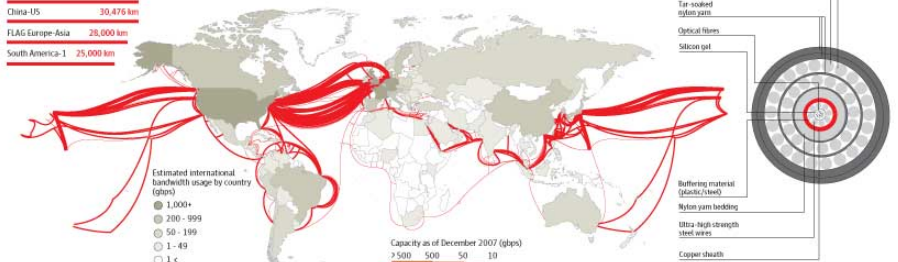 China-US 30,476 km
FLAG Europe-Asia 28,000 km
South America-1 25,000 km
Estimated international
bandwidth usage by country
(gbps)
1,000+
200 - 999
50 - 199
1 - 49
1 <
Capacity as of December 2007 (gbps)
>500 500 50 10
Tar-soaked
nylon yarn
Optical fibres
Silicon gel
Buffering material
(plastic/steel)
Nylon yarn bedding
Ultra-high strength
steel wires
Copper sheath